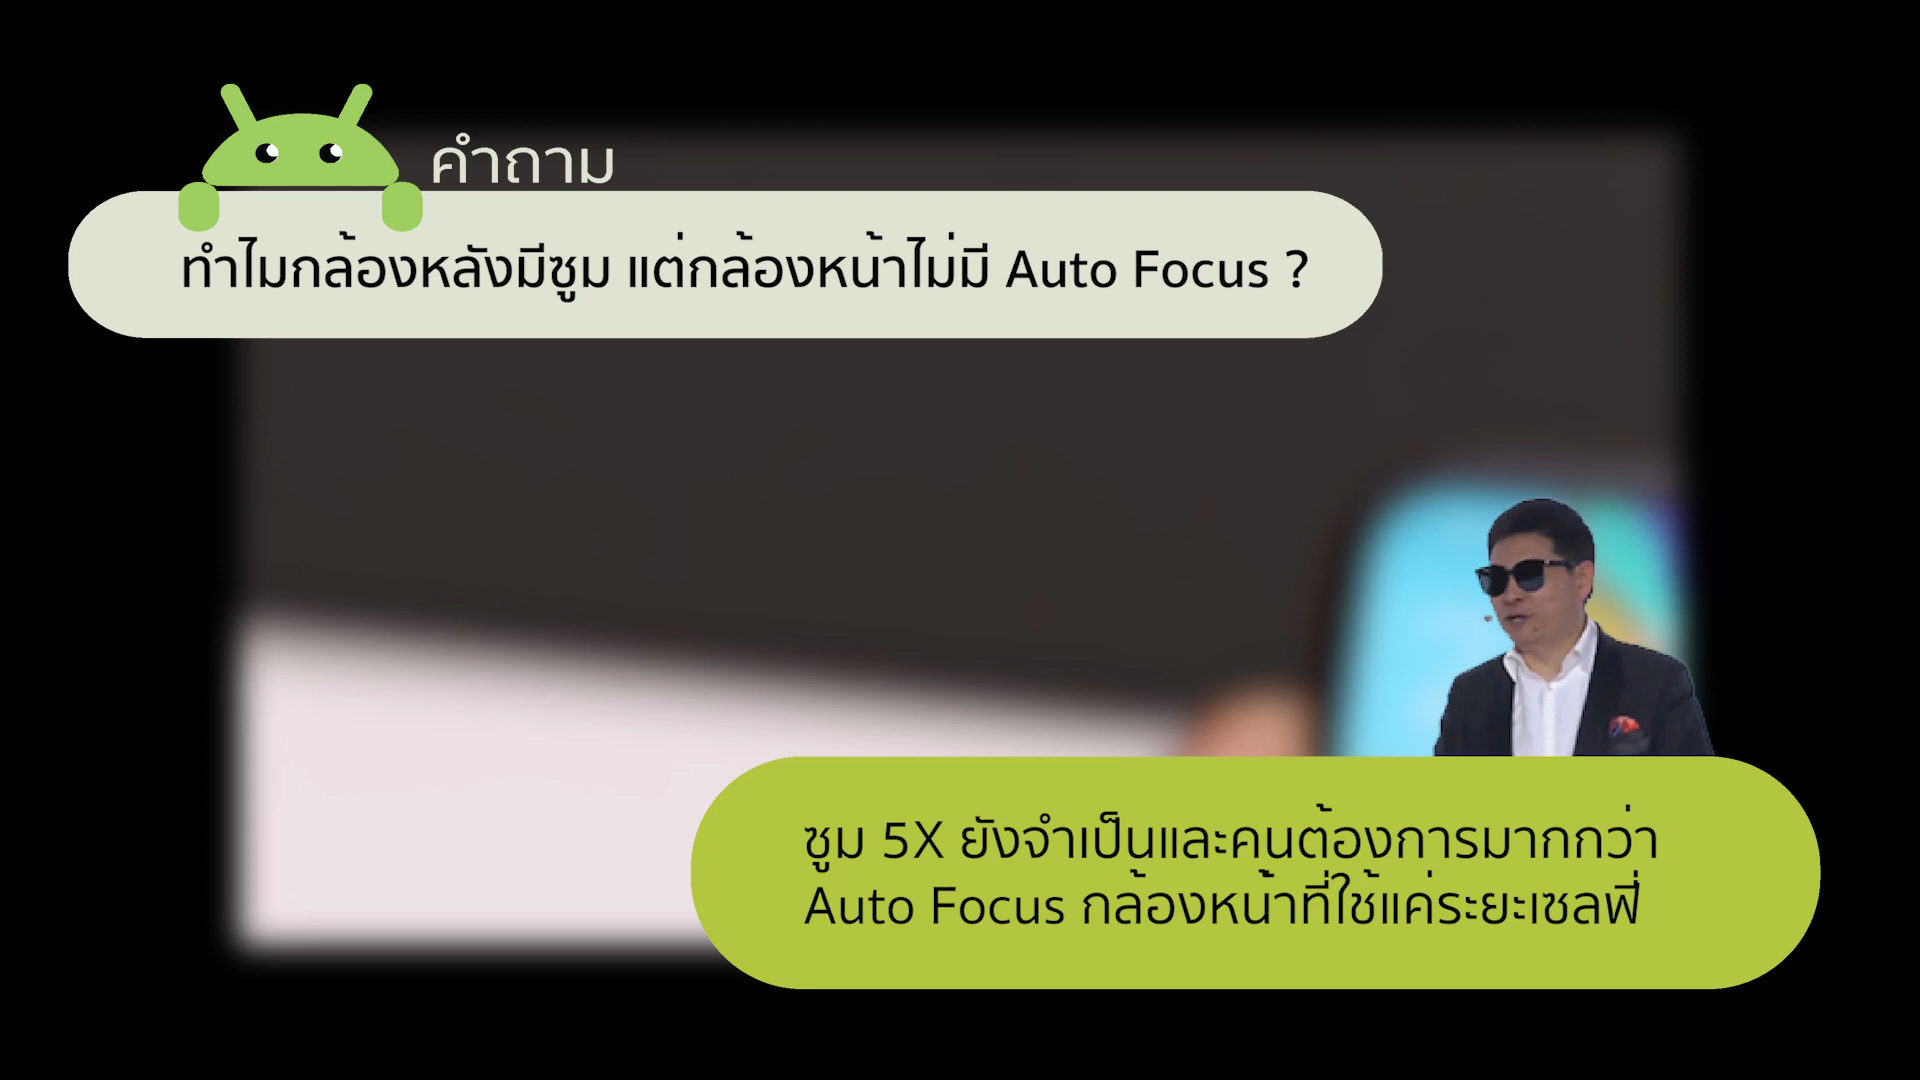 คำถาม
ทำไมกล้องหลังมีซูม แต่กล้องหน้าไม่มี Auto Focus ?
ซูม 5X ยังจำเป็นและคนต้องการมากกว่า
Auto Focus กล้องหน้าที่ใช้แค่ระยะเซลฟี่